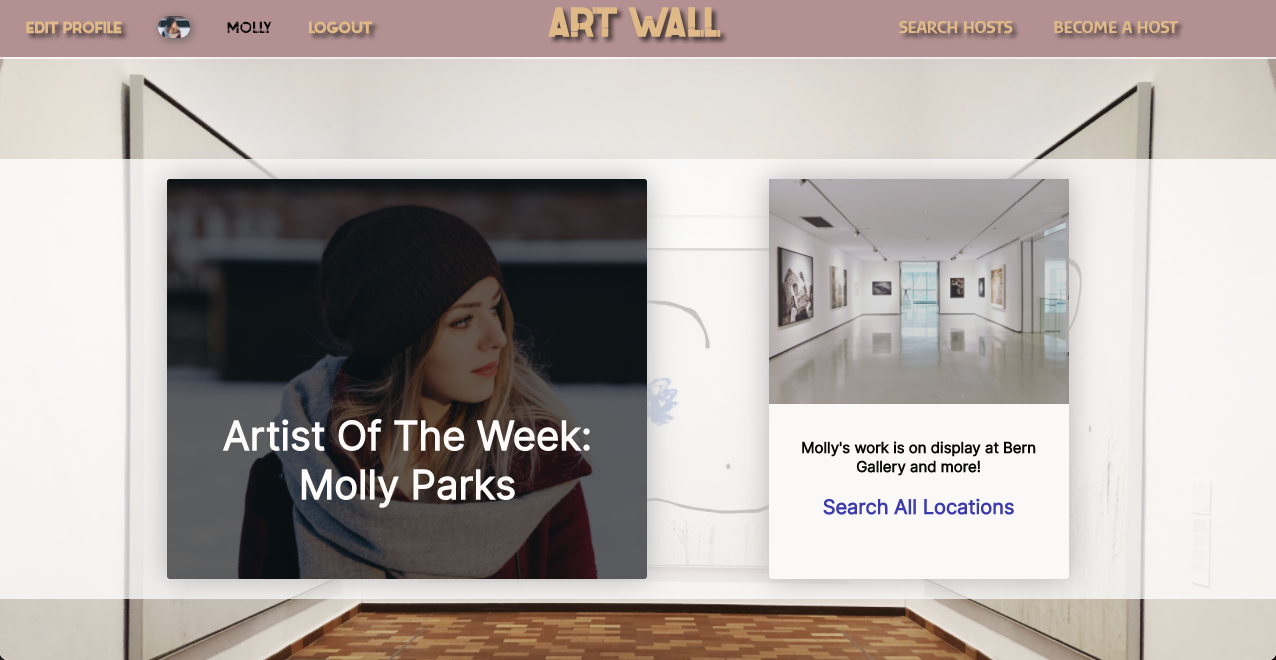 EDIT PROFILE
MOLLY
LOGOUT
ART WALL
SEARCH HOSTS
BECOME A HOST
Artist Of The Week:
Molly Parks
Molly's work is on display at Bern
Gallery and more!
Search All Locations